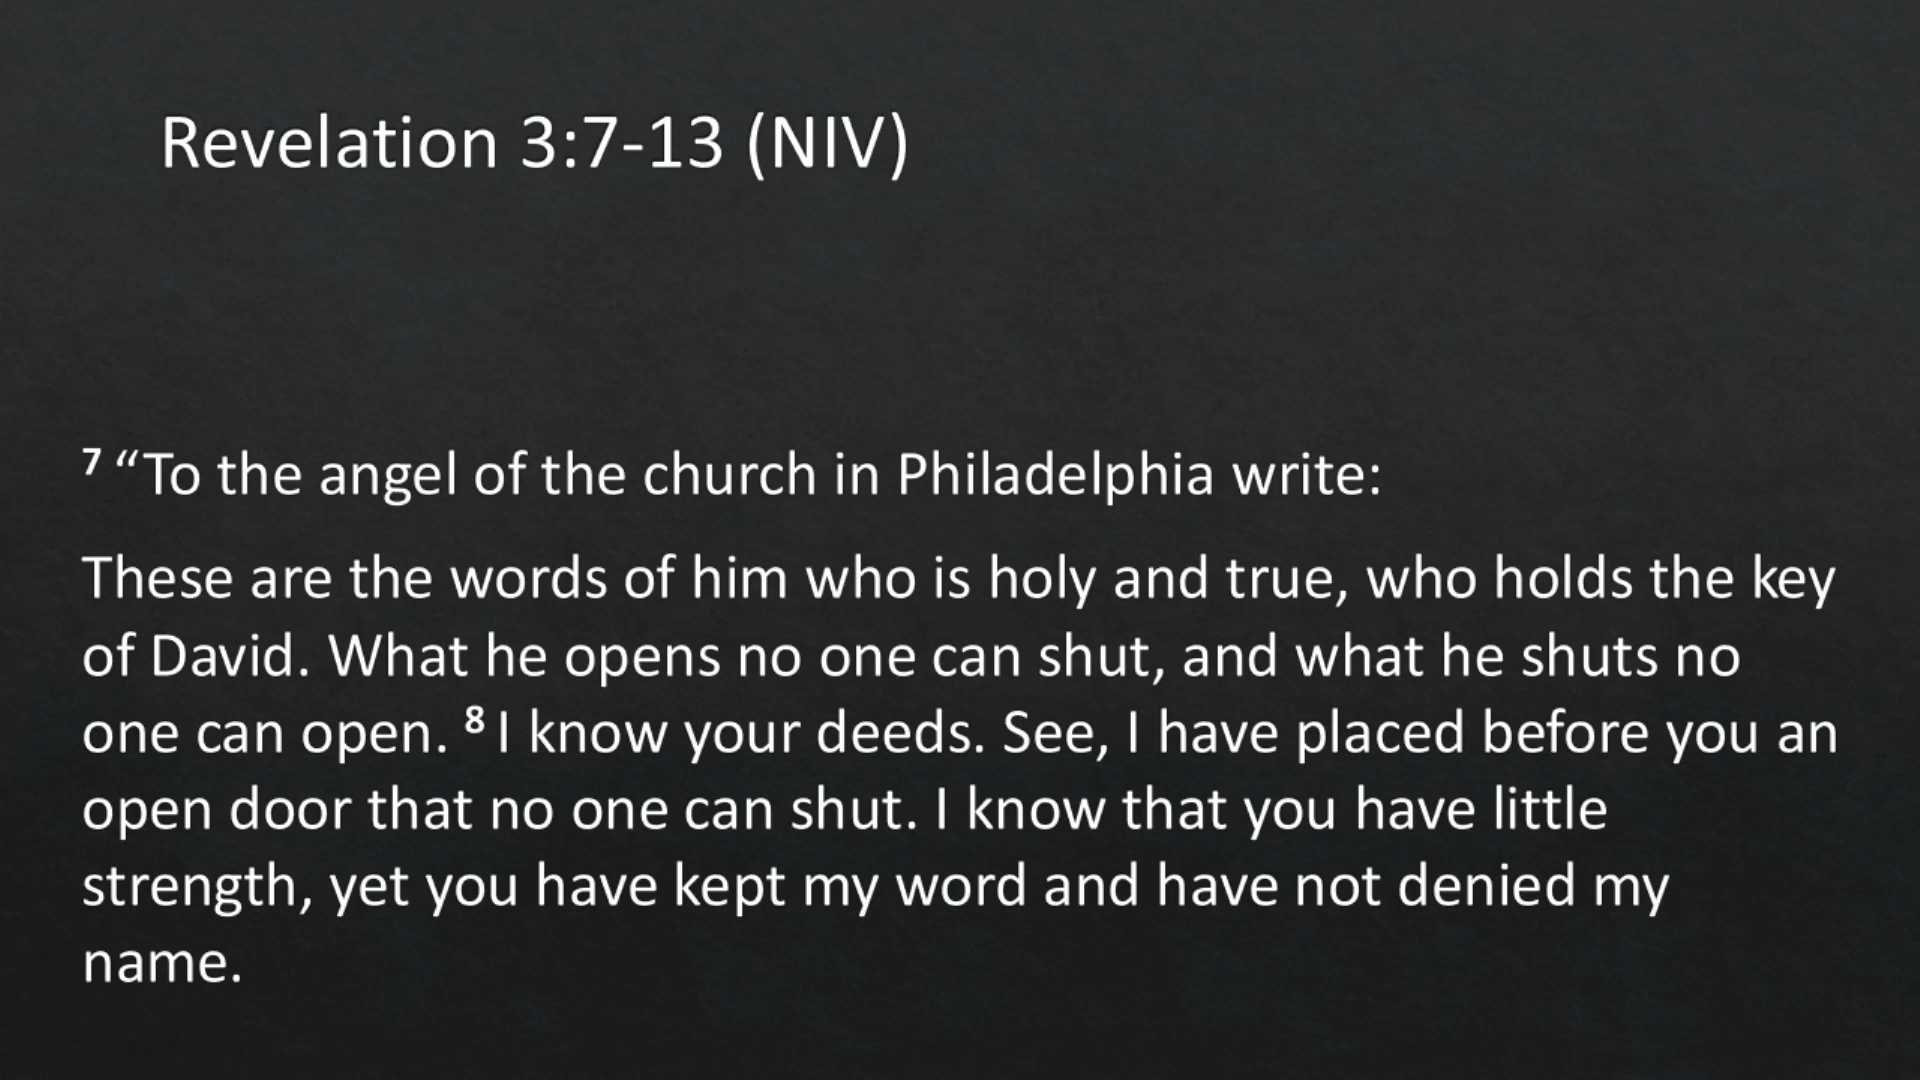 Revelation 3:7-13 (NIV)
⁷ “To the angel of the church in Philadelphia write:
These are the words of him who is holy and true, who holds the key
of David. What he opens no one can shut, and what he shuts no
one can open. ⁸ I know your deeds. See, I have placed before you an
open door that no one can shut. I know that you have little
strength, yet you have kept my word and have not denied my
name.